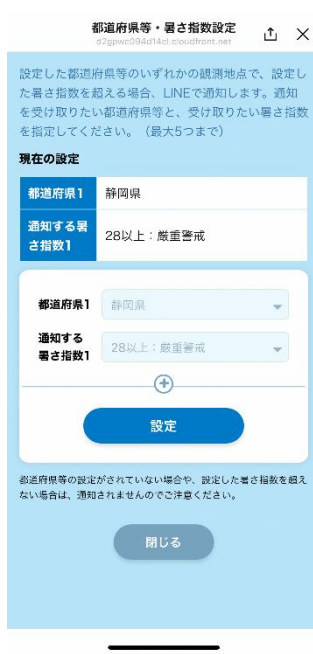 都道府県等・暑さ指数設定
d2gpwc094d14cl.cloudfront.net
設定した都道府県等のいずれかの観測地点で、設定し
た暑さ指数を超える場合、LINEで通知します。通知
を受け取りたい都道府県等と、受け取りたい暑さ指数
を指定してください。（最大5つまで）
現在の設定
都道府県1 静岡県
通知する暑
さ指数1
28以上：厳重警戒
都道府県1 静岡県
通知する
暑さ指数1
28以上：厳重警戒
設定
都道府県等の設定がされていない場合や、設定した暑さ指数を超え
ない場合は、通知されませんのでご注意ください。
閉じる